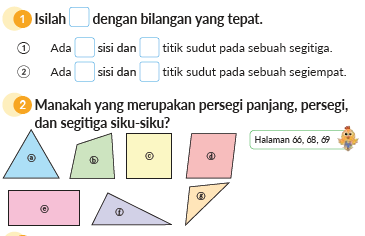 1 Isilah □ dengan bilangan yang tepat.
① Ada □ sisi dan □ titik sudut pada sebuah segitiga.
② Ada □ sisi dan □ titik sudut pada sebuah segiempat.
2 Manakah yang merupakan persegi panjang, persegi,
dan segitiga siku-siku?
Halaman 66, 68, 69
ⓐ ⓑ ⓒ ⓓ
ⓔ ⓕ ⓖ